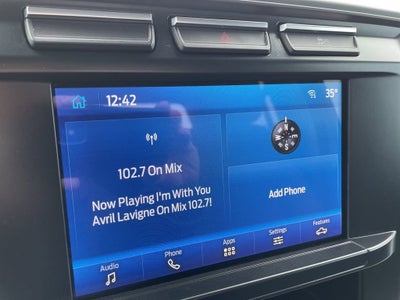 12:42
35°
102.7 On Mix
Now Playing I'm With You
Avril Lavigne On Mix 102.7!
Add Phone
Audio
Phone
Apps
Settings
Features